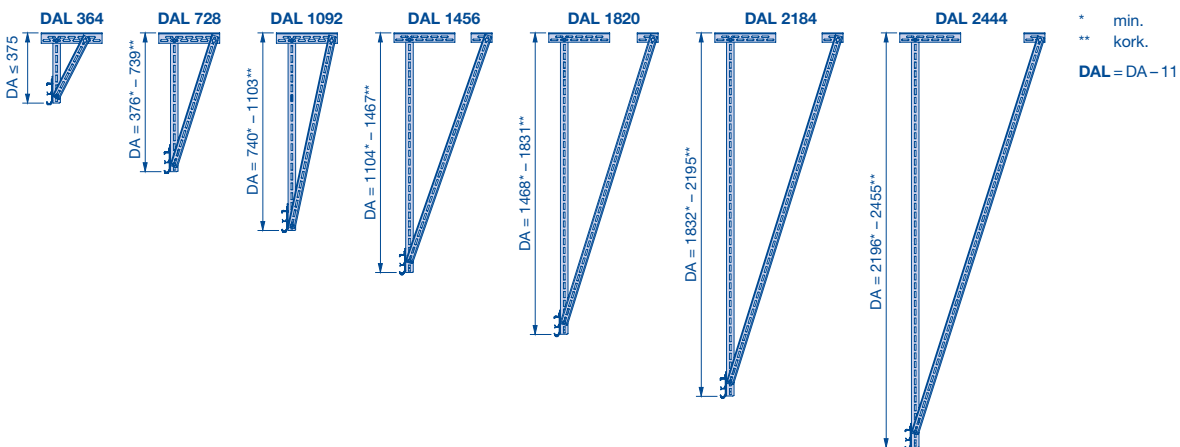 DAL 364
DAL 728
DAL 1092
DAL 1456
DAL 1820
DAL 2184
DAL 2444
* min.
** kork.
DAL = DA – 11
DA ≤ 375
DA = 376* – 739**
DA = 740* – 1103**
DA = 1104* – 1467**
DA = 1468* – 1831**
DA = 1832* – 2195**
DA = 2196* – 2455**